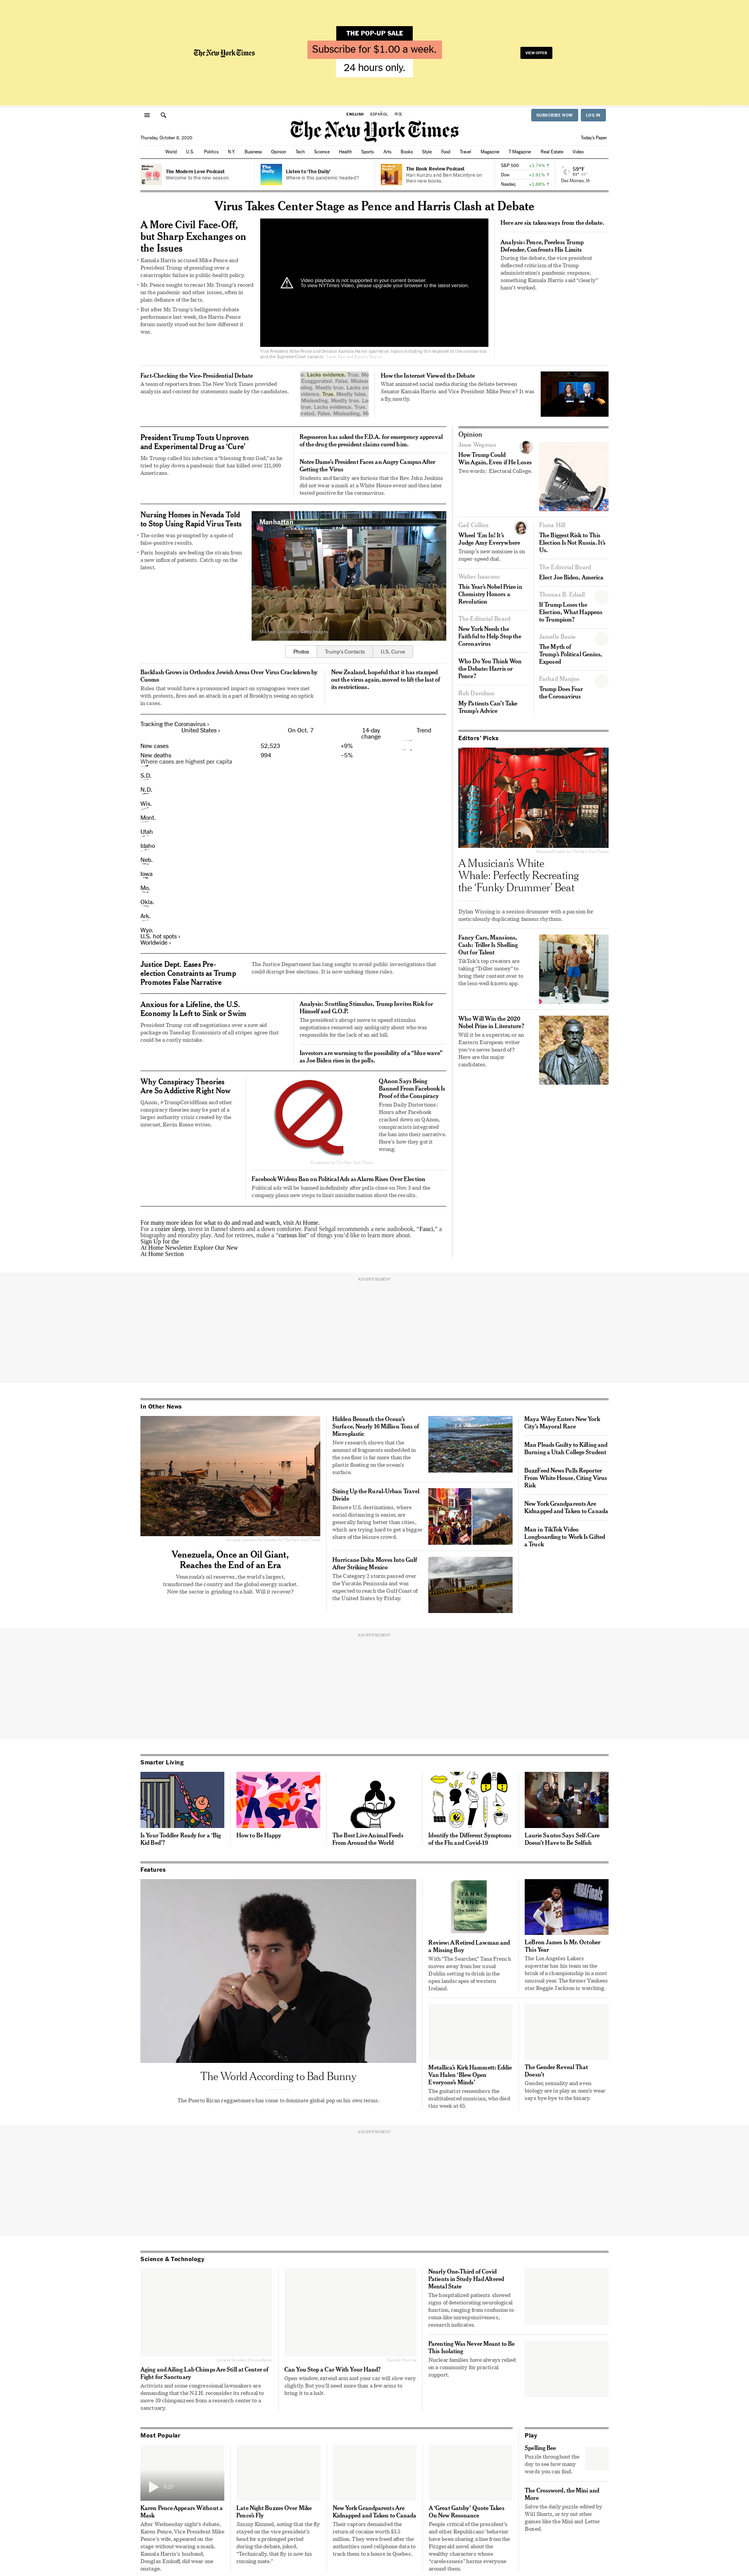 The New York Times
THE POP-UP SALE
Subscribe for $1.00 a week.
24 hours only.
VIEW OFFER
ENGLISH ESPAÑOL 中文
SUBSCRIBE NOW
LOG IN
Thursday, October 8, 2020
The New York Times
Today's Paper
World U.S. Politics N.Y. Business Opinion Tech Science Health Sports Arts Books Style Food Travel Magazine T Magazine Real Estate Video
The Modern Love Podcast
Welcome to the new season.
Listen to 'The Daily'
Where is this pandemic headed?
The Book Review Podcast
Hari Kunzru and Ben Macintyre on
their new books.
S&P 500 +1.74% ↑
Dow +1.91% ↑
Nasdaq +1.88% ↑
59°F
Des Moines, IA
Virus Takes Center Stage as Pence and Harris Clash at Debate
A More Civil Face-Off,
but Sharp Exchanges on
the Issues
Kamala Harris accused Mike Pence and
President Trump of presiding over a
catastrophic failure in public-health policy.
Mr. Pence sought to recast Mr. Trump's record
on the pandemic and other issues, often in
plain defiance of the facts.
But after Mr. Trump's belligerent debate
performance last week, the Harris-Pence
forum mostly stood out for how different it
was.
Video playback is not supported in your current browser.
To view NYTimes Video, please upgrade your browser to the latest version.
Vice President Mike Pence and Senator Kamala Harris sparred on topics including the response to the coronavirus
and the Supreme Court vacancy.
Here are six takeaways from the debate.
Analysis: Pence, Peerless Trump
Defender, Confronts His Limits
During the debate, the vice president
deflected criticism of the Trump
administration's pandemic response,
something Kamala Harris said "clearly"
hasn't worked.
Fact-Checking the Vice-Presidential Debate
A team of reporters from The New York Times provided
analysis and context for statements made by the candidates.
How the Internet Viewed the Debate
What animated social media during the debate between
Senator Kamala Harris and Vice President Mike Pence? It was
a fly, mostly.
President Trump Touts Unproven
and Experimental Drug as 'Cure'
Mr. Trump called his infection a "blessing from God," as he
tried to play down a pandemic that has killed over 211,000
Americans.
Regeneron has asked the F.D.A. for emergency approval
of the drug the president claims cured him.
Notre Dame's President Faces an Angry Campus After
Getting the Virus
Students and faculty are furious that the Rev. John Jenkins
did not wear a mask at a White House event and then later
tested positive for the coronavirus.
Nursing Homes in Nevada Told
to Stop Using Rapid Virus Tests
The order was prompted by a spate of
false-positive results.
Paris hospitals are feeling the strain from
a new influx of patients. Catch up on the
latest.
Manhattan
Photos Trump's Contacts U.S. Curve
Backlash Grows in Orthodox Jewish Areas Over Virus Crackdown by
Cuomo
Rules that would have a pronounced impact on synagogues were met
with protests, fires and an attack in a part of Brooklyn seeing an uptick
in cases.
New Zealand, hopeful that it has stamped
out the virus again, moved to lift the last of
its restrictions.
Tracking the Coronavirus ›
United States › On Oct. 7 14-day
change Trend
New cases 52,523 +9%
New deaths 994 −5%
Where cases are highest per capita
S.D.
N.D.
Wis.
Mont.
Utah
Idaho
Neb.
Iowa
Mo.
Okla.
Ark.
Wyo.
U.S. hot spots ›
Worldwide ›
Justice Dept. Eases Pre-
election Constraints as Trump
Promotes False Narrative
The Justice Department has long sought to avoid public investigations that
could disrupt free elections. It is now undoing those rules.
Anxious for a Lifeline, the U.S.
Economy Is Left to Sink or Swim
President Trump cut off negotiations over a new aid
package on Tuesday. Economists of all stripes agree that
could be a costly mistake.
Analysis: Scuttling Stimulus, Trump Invites Risk for
Himself and G.O.P.
The president's abrupt move to upend stimulus
negotiations removed any ambiguity about who was
responsible for the lack of an aid bill.
Investors are warming to the possibility of a "blue wave"
as Joe Biden rises in the polls.
Why Conspiracy Theories
Are So Addictive Right Now
QAnon, #TrumpCovidHoax and other
conspiracy theories may be part of a
larger authority crisis created by the
internet, Kevin Roose writes.
QAnon Says Being
Banned From Facebook Is
Proof of the Conspiracy
From Daily Distortions:
Hours after Facebook
cracked down on QAnon,
conspiracists integrated
the ban into their narrative.
Here's how they got it
wrong.
Facebook Widens Ban on Political Ads as Alarm Rises Over Election
Political ads will be banned indefinitely after polls close on Nov. 3 and the
company plans new steps to limit misinformation about the results.
For many more ideas for what to do and read and watch, visit At Home.
For a cozier sleep, invest in flannel sheets and a down comforter. Parul Sehgal recommends a new audiobook, "Fauci," a
biography and morality play. And for retirees, make a "curious list" of things you'd like to learn more about.
Sign Up for the
At Home Newsletter Explore Our New
At Home Section
Opinion
Jesse Wegman
How Trump Could
Win Again, Even if He Loses
Two words: Electoral College.
Gail Collins
Wheel 'Em In! It's
Judge Amy Everywhere
Trump's new nominee is on
super-speed dial.
Walter Isaacson
This Year's Nobel Prize in
Chemistry Honors a
Revolution
The Editorial Board
New York Needs the
Faithful to Help Stop the
Coronavirus
Who Do You Think Won
the Debate: Harris or
Pence?
Rob Davidson
My Patients Can't Take
Trump's Advice
Fiona Hill
The Biggest Risk to This
Election Is Not Russia. It's
Us.
The Editorial Board
Elect Joe Biden, America
Thomas B. Edsall
If Trump Loses the
Election, What Happens
to Trumpism?
Jamelle Bouie
The Myth of
Trump's Political Genius,
Exposed
Farhad Manjoo
Trump Does Fear
the Coronavirus
Editors' Picks
A Musician's White
Whale: Perfectly Recreating
the 'Funky Drummer' Beat
Dylan Wissing is a session drummer with a passion for
meticulously duplicating famous rhythms.
Fancy Cars, Mansions,
Cash: Triller Is Shelling
Out for Talent
TikTok's top creators are
taking "Triller money" to
bring their content over to
the less-well-known app.
Who Will Win the 2020
Nobel Prize in Literature?
Will it be a superstar, or an
Eastern European writer
you've never heard of?
Here are the major
candidates.
ADVERTISEMENT
In Other News
Venezuela, Once an Oil Giant,
Reaches the End of an Era
Venezuela's oil reserves, the world's largest,
transformed the country and the global energy market.
Now the sector is grinding to a halt. Will it recover?
Hidden Beneath the Ocean's
Surface, Nearly 16 Million Tons of
Microplastic
New research shows that the
amount of fragments embedded in
the sea floor is far more than the
plastic floating on the ocean's
surface.
Sizing Up the Rural-Urban Travel
Divide
Remote U.S. destinations, where
social distancing is easier, are
generally faring better than cities,
which are trying hard to get a bigger
share of the leisure crowd.
Hurricane Delta Moves Into Gulf
After Striking Mexico
The Category 2 storm passed over
the Yucatán Peninsula and was
expected to reach the Gulf Coast of
the United States by Friday.
Maya Wiley Enters New York
City's Mayoral Race
Man Pleads Guilty to Killing and
Burning a Utah College Student
BuzzFeed News Pulls Reporter
From White House, Citing Virus
Risk
New York Grandparents Are
Kidnapped and Taken to Canada
Man in TikTok Video
Longboarding to Work Is Gifted
a Truck
ADVERTISEMENT
Smarter Living
Is Your Toddler Ready for a 'Big
Kid Bed'?
How to Be Happy
The Best Live Animal Feeds
From Around the World
Identify the Different Symptoms
of the Flu and Covid-19
Laurie Santos Says Self-Care
Doesn't Have to Be Selfish
Features
The World According to Bad Bunny
The Puerto Rican reggaetonero has come to dominate global pop on his own terms.
TANA
FRENCH
Review: A Retired Lawman and
a Missing Boy
With "The Searcher," Tana French
moves away from her usual
Dublin setting to drink in the
open landscapes of western
Ireland.
LeBron James Is Mr. October
This Year
The Los Angeles Lakers
superstar has his team on the
brink of a championship in a most
unusual year. The former Yankees
star Reggie Jackson is watching.
Metallica's Kirk Hammett: Eddie
Van Halen 'Blew Open
Everyone's Minds'
The guitarist remembers the
multitalented musician, who died
this week at 65.
The Gender Reveal That
Doesn't
Gender, sexuality and even
biology are in play as men's wear
says bye-bye to the binary.
ADVERTISEMENT
Science & Technology
Aging and Ailing Lab Chimps Are Still at Center of
Fight for Sanctuary
Activists and some congressional lawmakers are
demanding that the N.I.H. reconsider its refusal to
move 39 chimpanzees from a research center to a
sanctuary.
Can You Stop a Car With Your Hand?
Open window, extend arm and your car will slow very
slightly. But you'll need more than a few arms to
bring it to a halt.
Nearly One-Third of Covid
Patients in Study Had Altered
Mental State
The hospitalized patients showed
signs of deteriorating neurological
function, ranging from confusion to
coma-like unresponsiveness,
research indicates.
Parenting Was Never Meant to Be
This Isolating
Nuclear families have always relied
on a community for practical
support.
Most Popular
0:27
Karen Pence Appears Without a
Mask
After Wednesday night's debate,
Karen Pence, Vice President Mike
Pence's wife, appeared on the
stage without wearing a mask.
Kamala Harris's husband,
Douglas Emhoff, did wear one
onstage.
Late Night Buzzes Over Mike
Pence's Fly
Jimmy Kimmel, noting that the fly
stayed on the vice president's
head for a prolonged period
during the debate, joked,
"Technically, that fly is now his
running mate."
New York Grandparents Are
Kidnapped and Taken to Canada
Their captors demanded the
return of cocaine worth $3.5
million. They were freed after the
authorities used cellphone data to
track them to a house in Quebec.
A 'Great Gatsby' Quote Takes
On New Resonance
People critical of the president's
and other Republicans' behavior
have been sharing a line from the
fatalist novel about the
wealthy characters whose
"carelessness" harms everyone
around them.
Play
Spelling Bee
Puzzle throughout the
day to see how many
words you can find.
The Crossword, the Mini and
More
Solve the daily puzzle edited by
Will Shortz, or try out other
games like the Mini and Letter
Boxed.